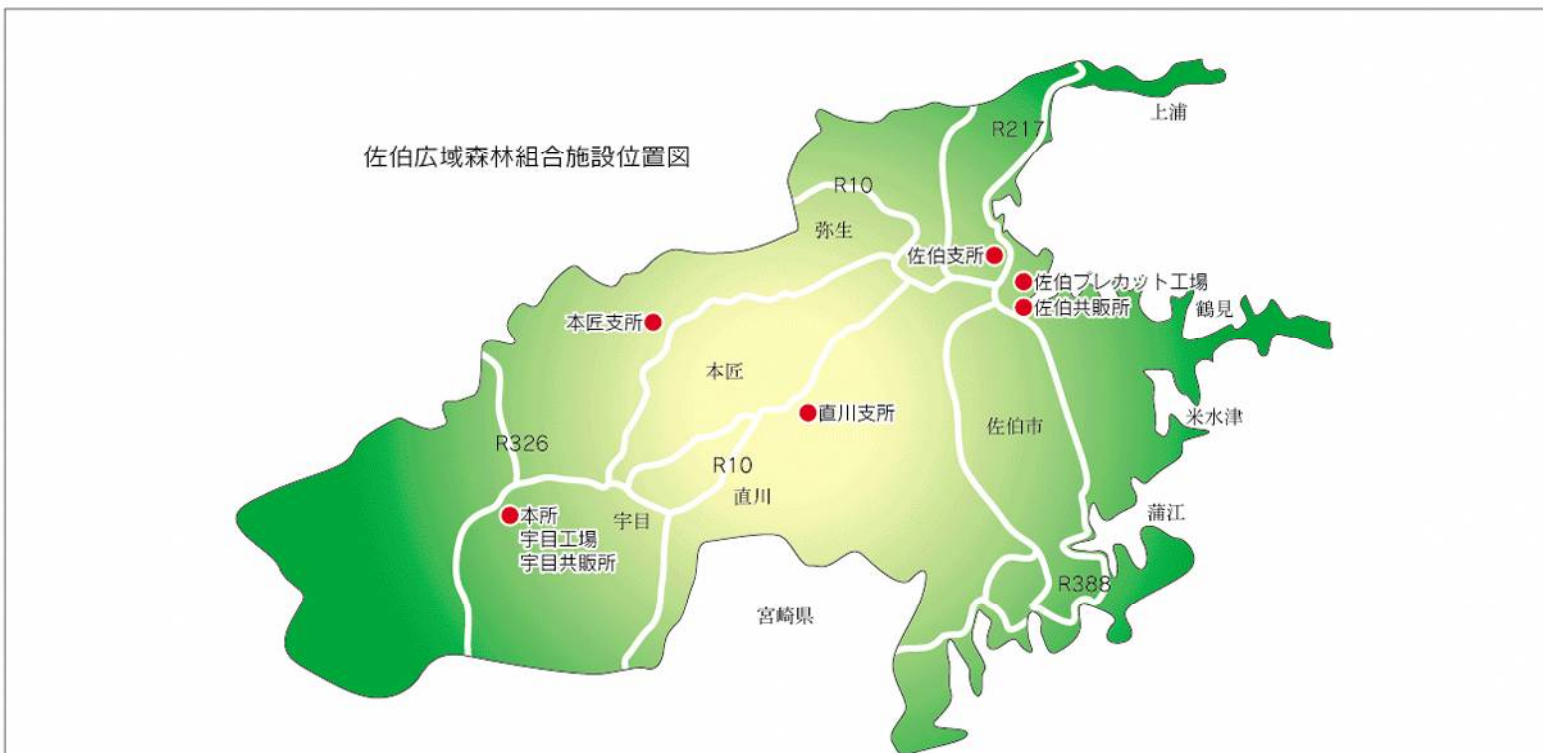 上浦
R217
佐伯広域森林組合施設位置図
R10
弥生
佐伯支所
佐伯プレカット工場
佐伯共販所
鶴見
本匠支所
本匠
直川支所
米水津
佐伯市
R326
R10
直川
本所
宇目工場
宇目共販所
宇目
蒲江
R388
宮崎県